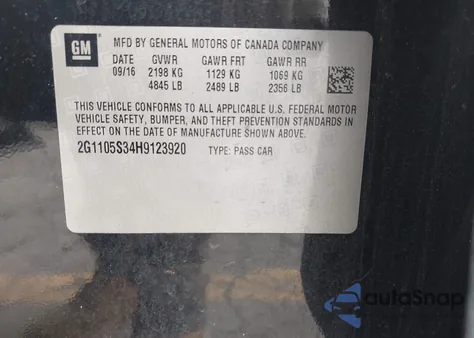 GM
MFD BY GENERAL MOTORS OF CANADA COMPANY
DATE GVWR GAWR FRT GAWR RR
09/16 2198 KG 1129 KG 1069 KG
4845 LB 2489 LB 2356 LB
THIS VEHICLE CONFORMS TO ALL APPLICABLE U.S. FEDERAL MOTOR
VEHICLE SAFETY, BUMPER, AND THEFT PREVENTION STANDARDS IN
EFFECT ON THE DATE OF MANUFACTURE SHOWN ABOVE.
2G1105S34H9123920 TYPE: PASS CAR
autoSnap